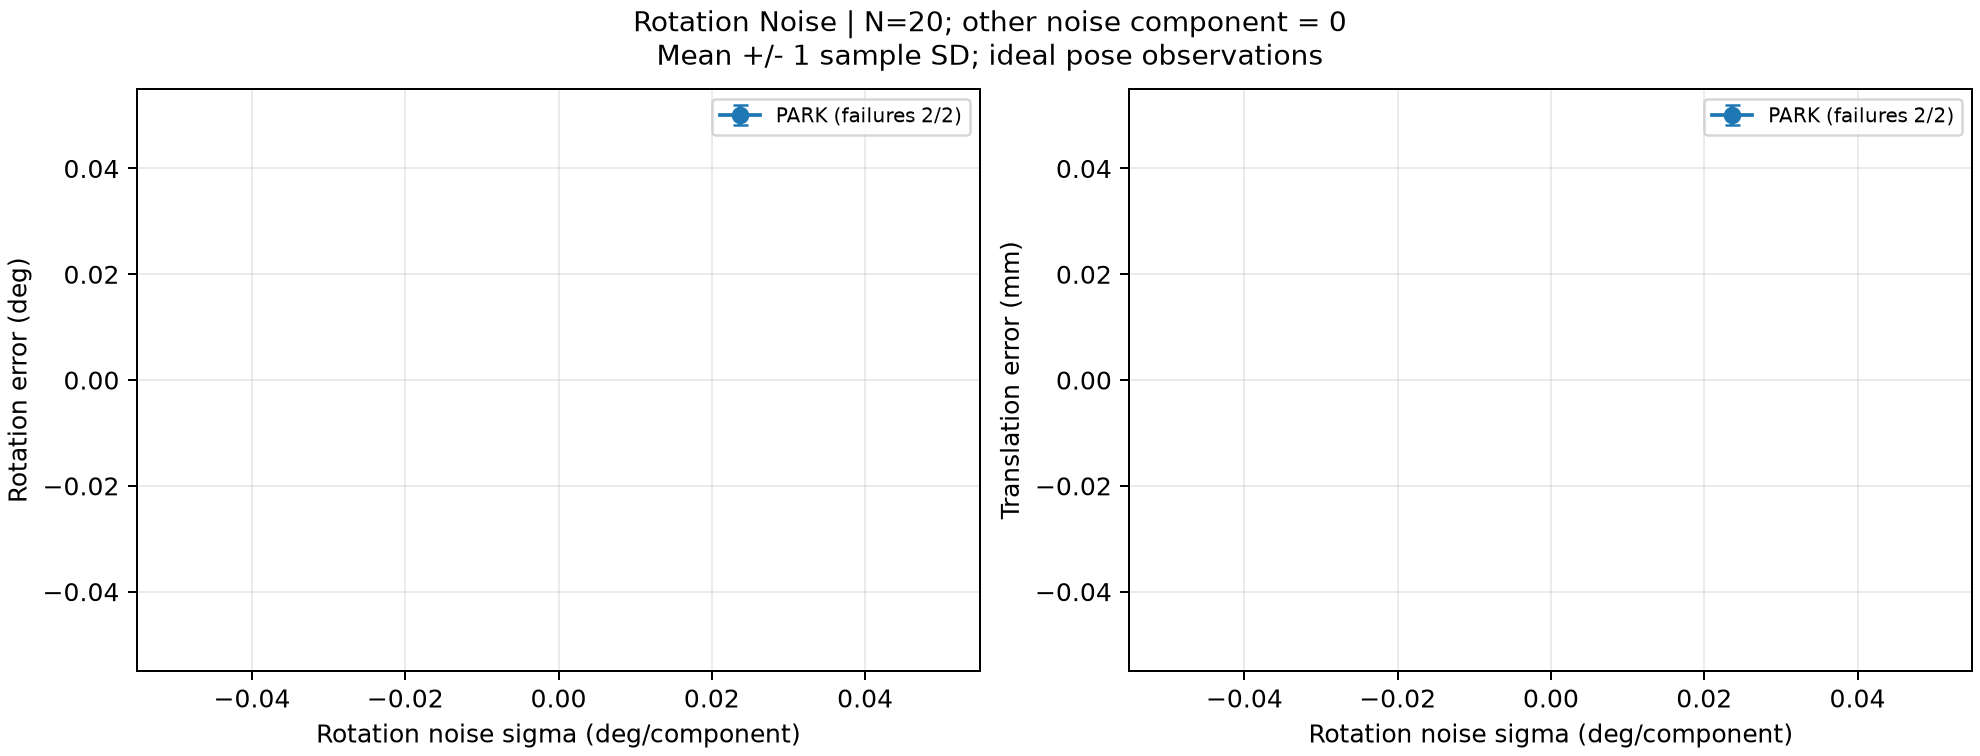 Rotation Noise | N=20; other noise component = 0
Mean +/- 1 sample SD; ideal pose observations
PARK (failures 2/2)
Rotation error (deg)
0.04
0.02
0.00
−0.02
−0.04
−0.04
−0.02
0.00
0.02
0.04
Rotation noise sigma (deg/component)
PARK (failures 2/2)
Translation error (mm)
0.04
0.02
0.00
−0.02
−0.04
−0.04
−0.02
0.00
0.02
0.04
Rotation noise sigma (deg/component)